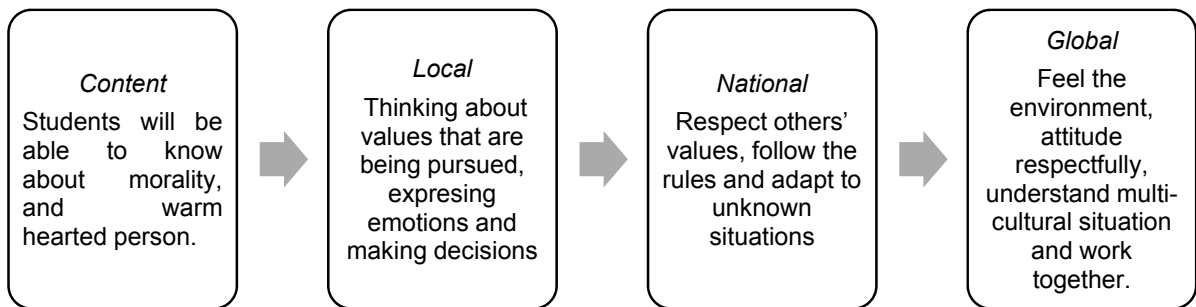 Content
Students will be
able to know
about morality,
and warm
hearted person.
Local
Thinking about
values that are
being pursued,
expresing
emotions and
making decisions
National
Respect others’
values, follow the
rules and adapt to
unknown
situations
Global
Feel the
environment,
attitude
respectfully,
understand multi-
cultural situation
and work
together.